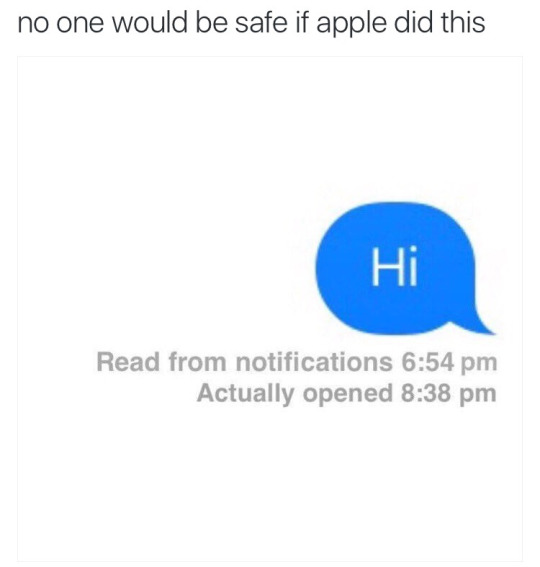 no one would be safe if apple did this
Hi
Read from notifications 6:54 pm
Actually opened 8:38 pm